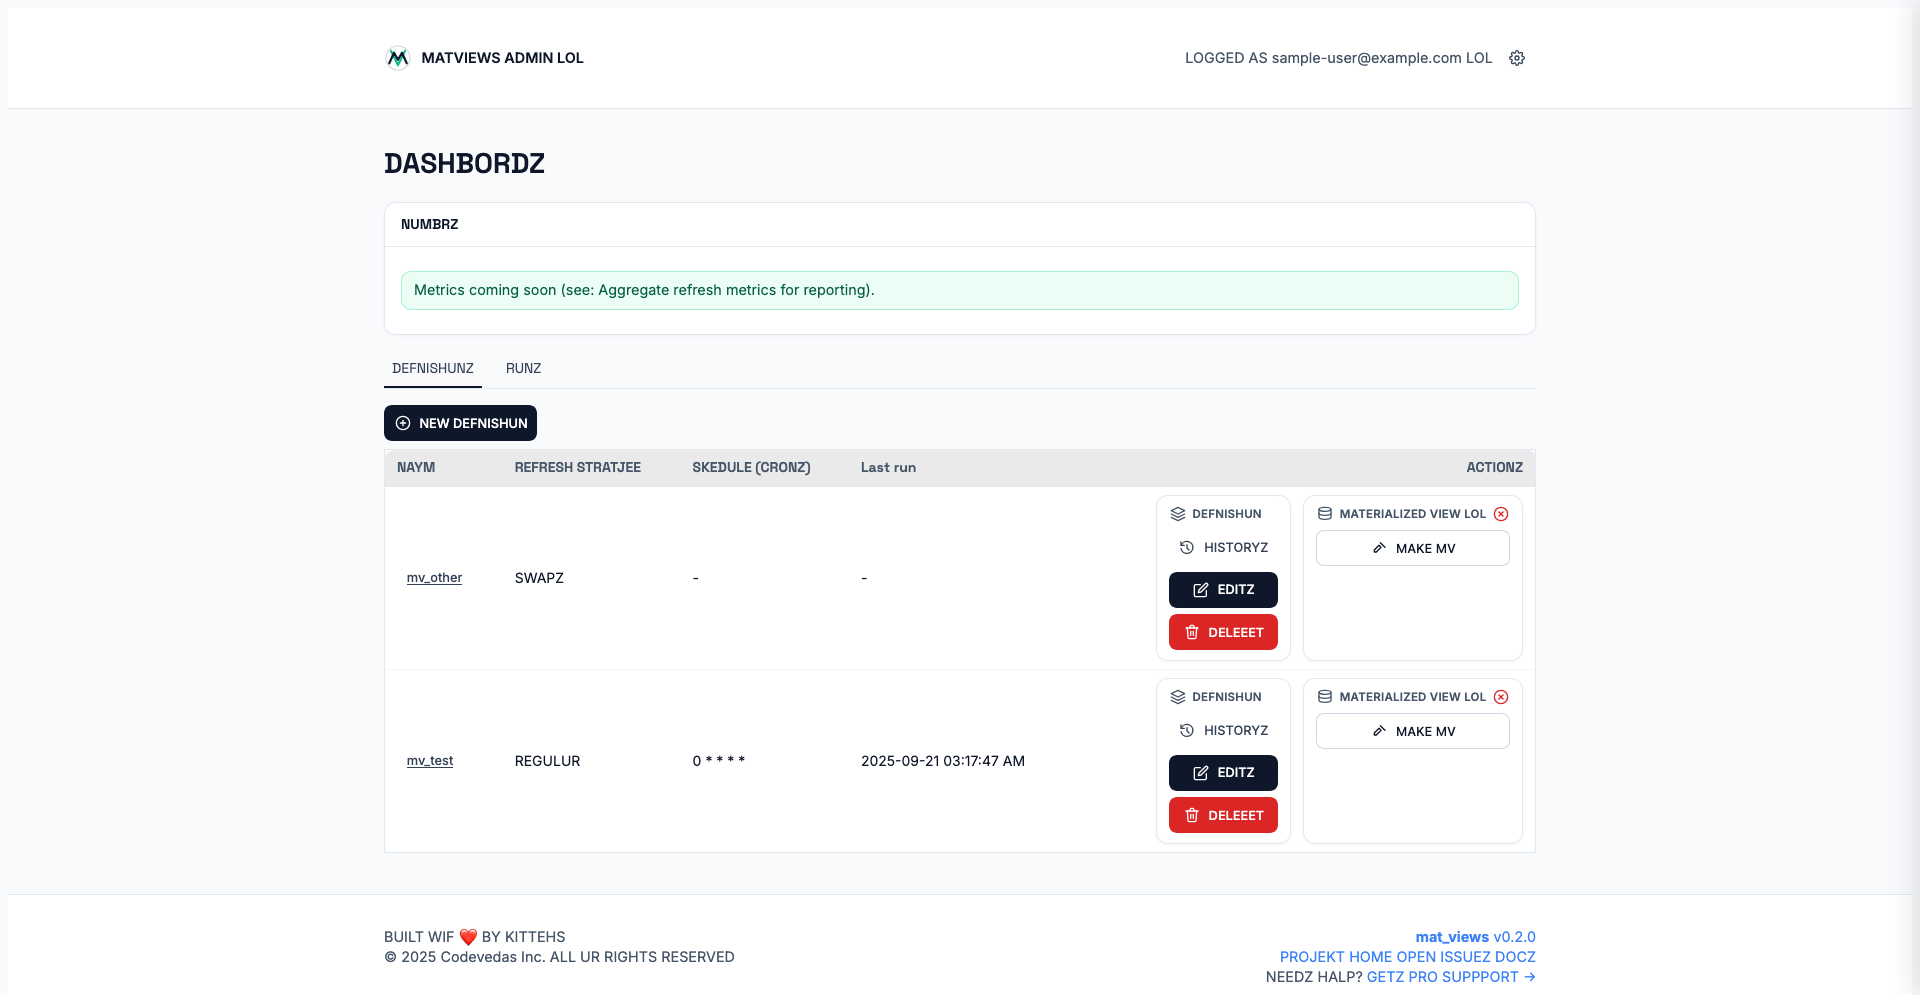 MATVIEWS ADMIN LOL
LOGGED AS sample-user@example.com LOL
DASHBORDZ
NUMBRZ
Metrics coming soon (see: Aggregate refresh metrics for reporting).
DEFNISHUNZ RUNZ
NEW DEFNISHUN
NAYM REFRESH STRATJEE SKEDULE (CRONZ) Last run ACTIONZ
mv_other SWAPZ - -
DEFNISHUN
HISTORYZ
EDITZ
DELEEET
MATERIALIZED VIEW LOL
MAKE MV
mv_test REGULUR 0 * * * * 2025-09-21 03:17:47 AM
DEFNISHUN
HISTORYZ
EDITZ
DELEEET
MATERIALIZED VIEW LOL
MAKE MV
BUILT WIF ❤️ BY KITTEHS
© 2025 Codevedas Inc. ALL UR RIGHTS RESERVED
mat_views v0.2.0
PROJEKT HOME OPEN ISSUEZ DOCZ
NEEDZ HALP? GETZ PRO SUPPPORT →